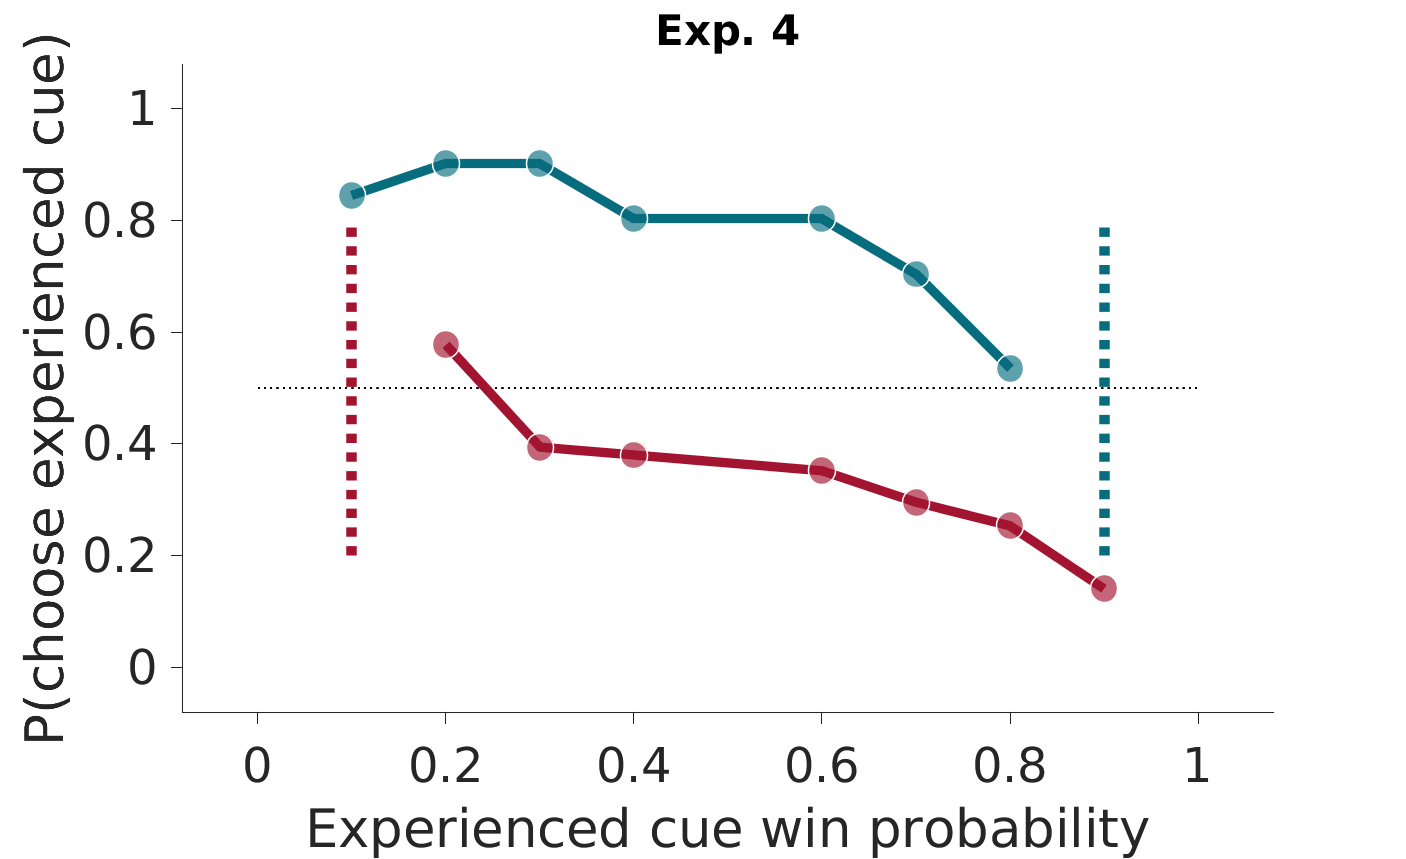 Exp. 4
P(choose experienced cue)
1
0.8
0.6
0.4
0.2
0
0 0.2 0.4 0.6 0.8 1
Experienced cue win probability